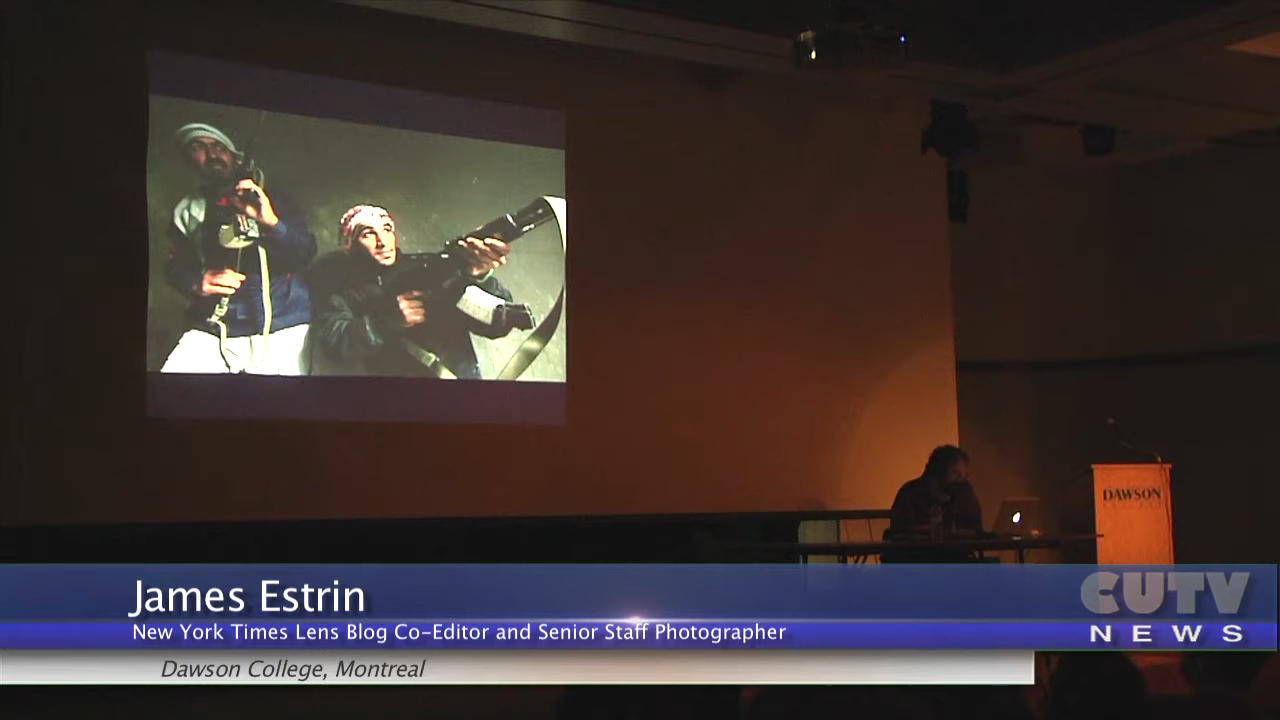 DAWSON
James Estrin
New York Times Lens Blog Co-Editor and Senior Staff Photographer
Dawson College, Montreal
CUTV
NEWS